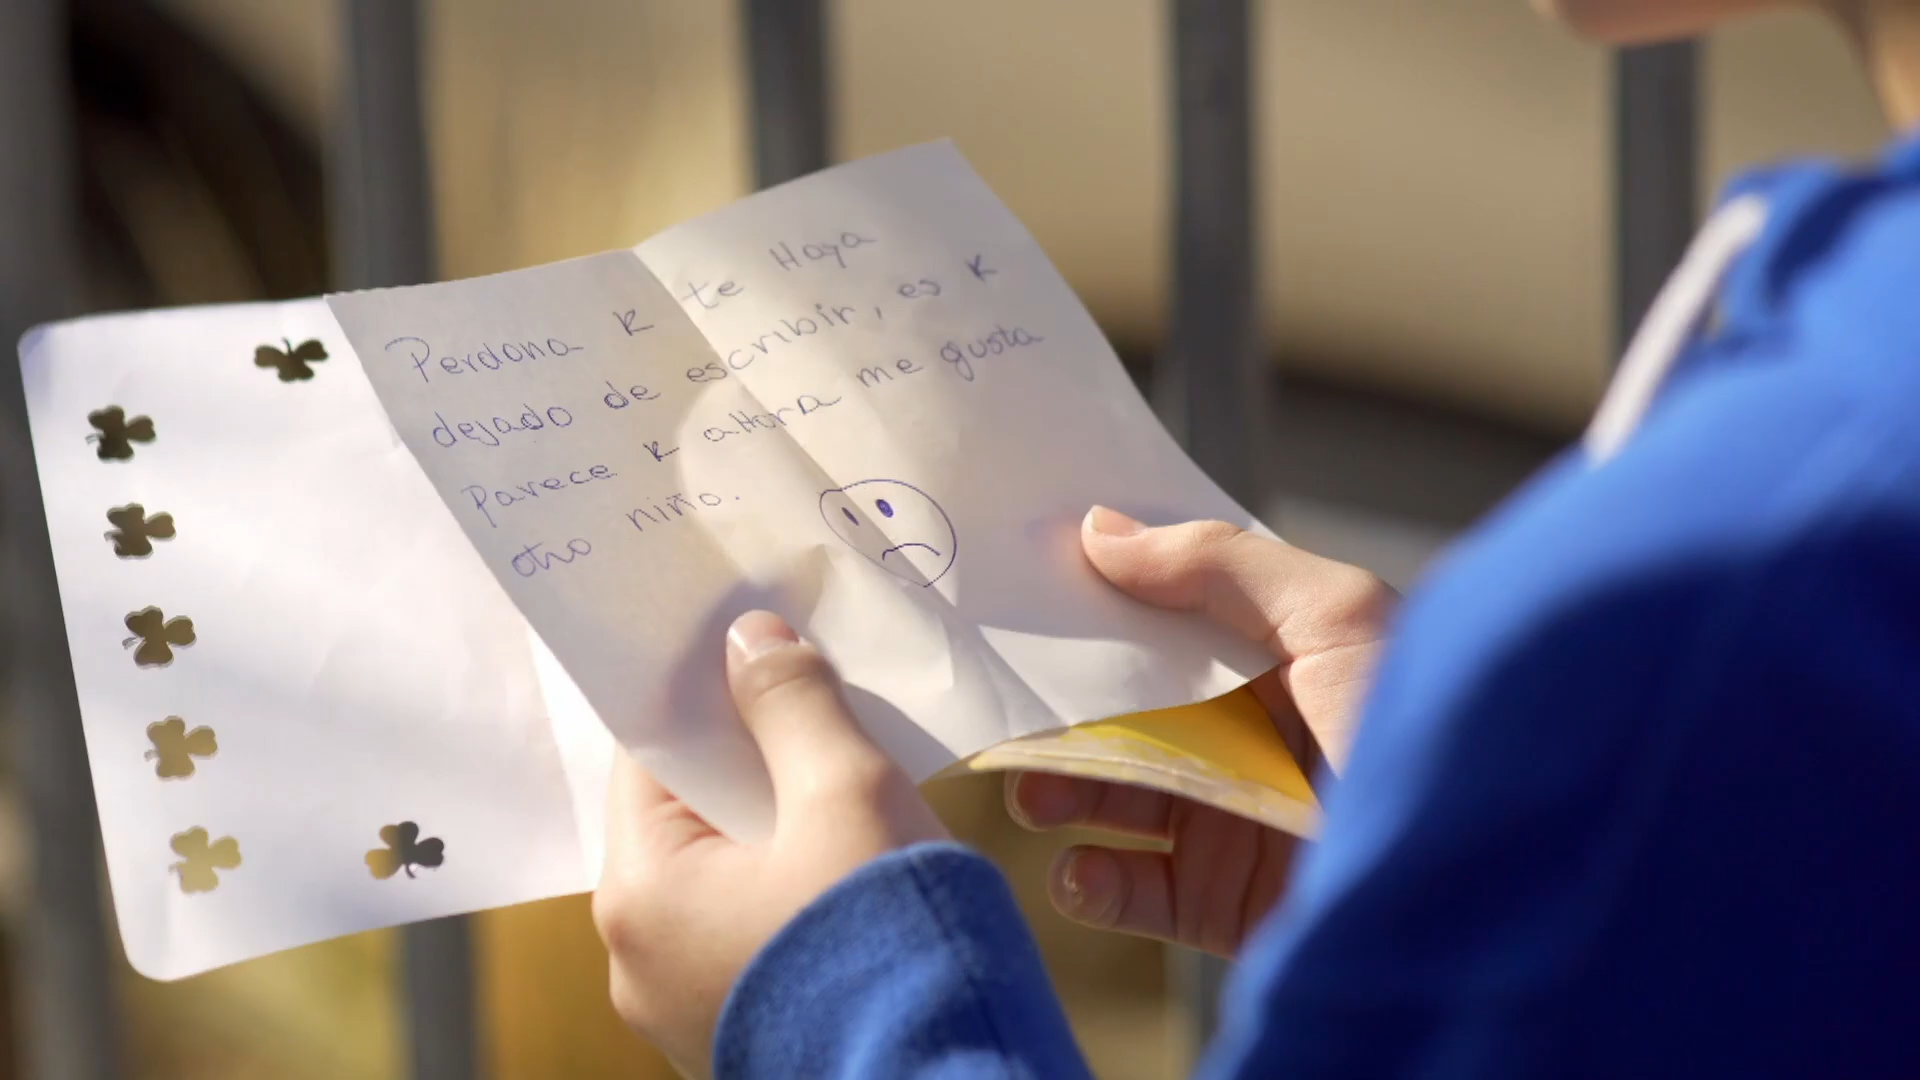 Perdona K te Haya
dejado de escribir, es K
Parece K aHora me gusta
otro niño.